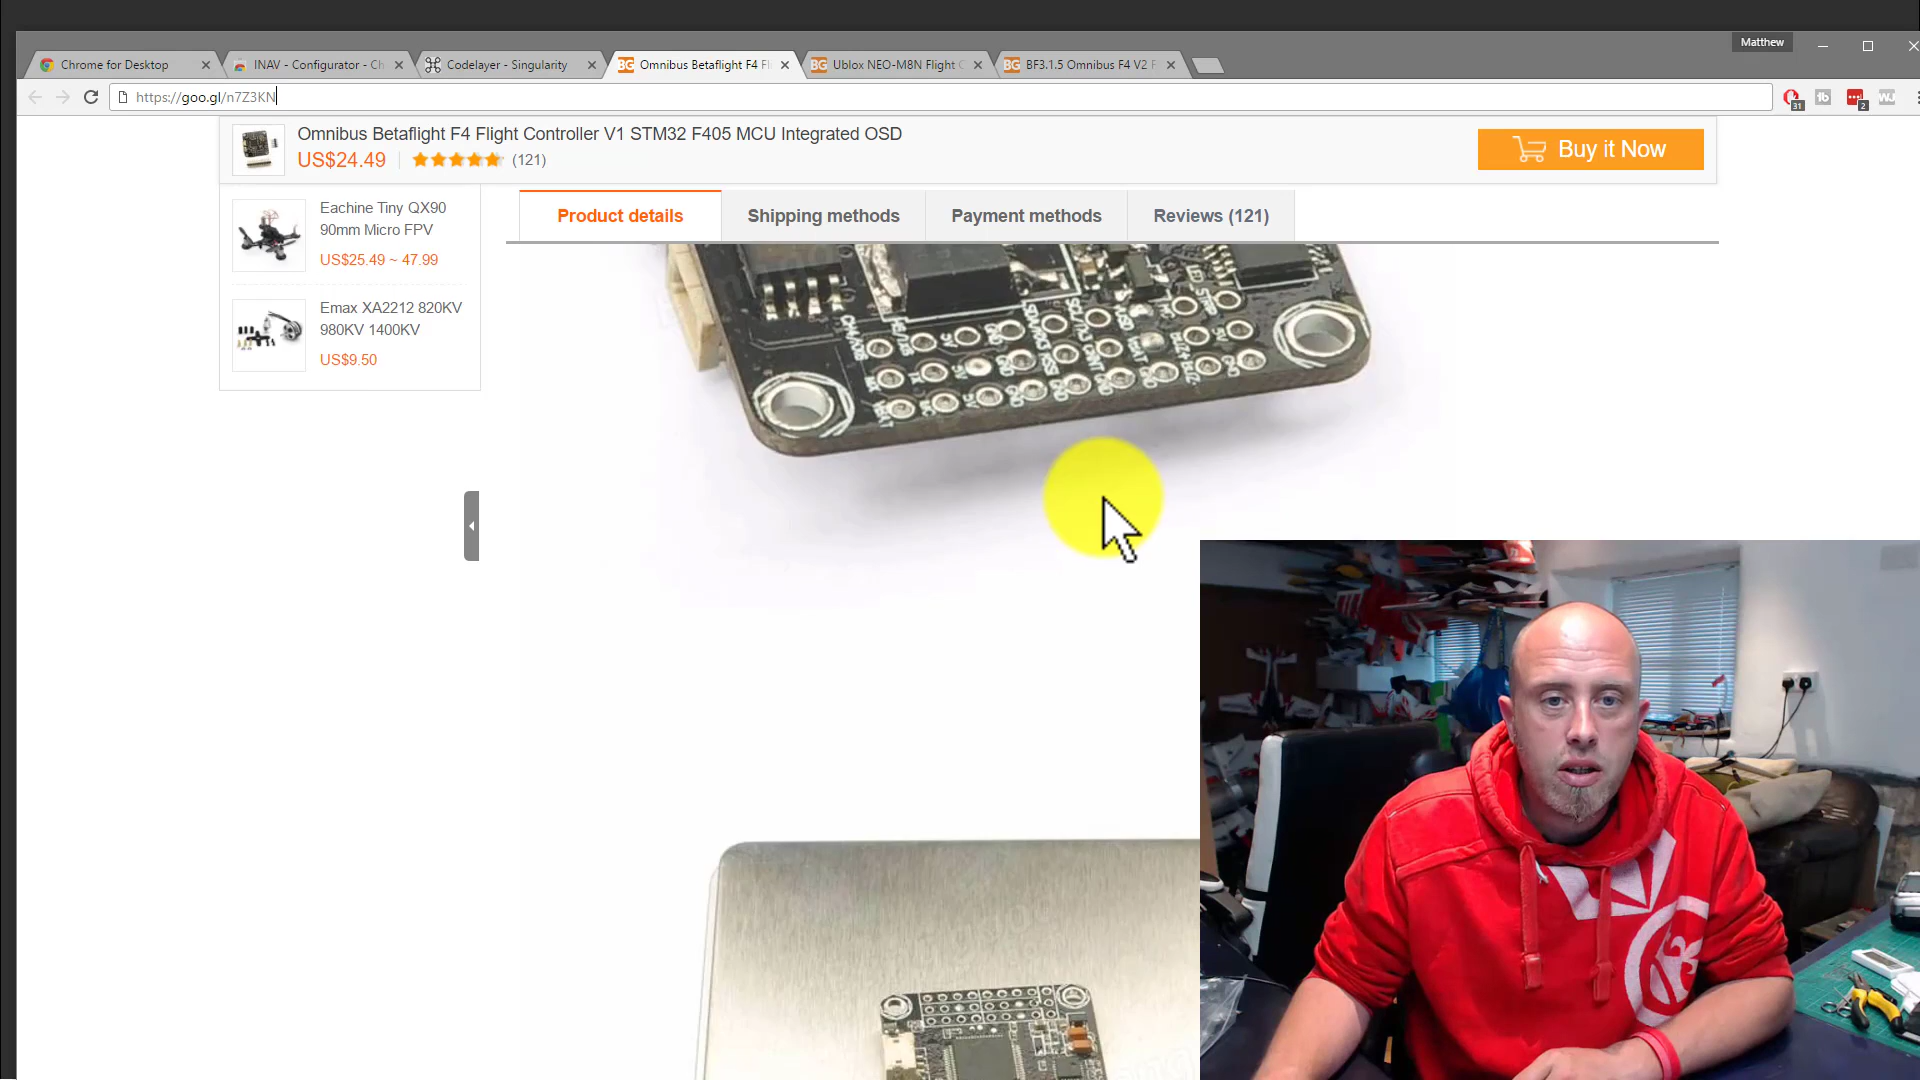 Matthew
Chrome for Desktop
INAV - Configurator - Ch
Codelayer - Singularity
Omnibus Betaflight F4 Fl
Ublox NEO-M8N Flight C
BF3.1.5 Omnibus F4 V2 F
https://goo.gl/n7Z3KN
31
2
Omnibus Betaflight F4 Flight Controller V1 STM32 F405 MCU Integrated OSD
US$24.49
(121)
Buy it Now
Eachine Tiny QX90
90mm Micro FPV
US$25.49 ~ 47.99
Emax XA2212 820KV
980KV 1400KV
US$9.50
Product details
Shipping methods
Payment methods
Reviews (121)